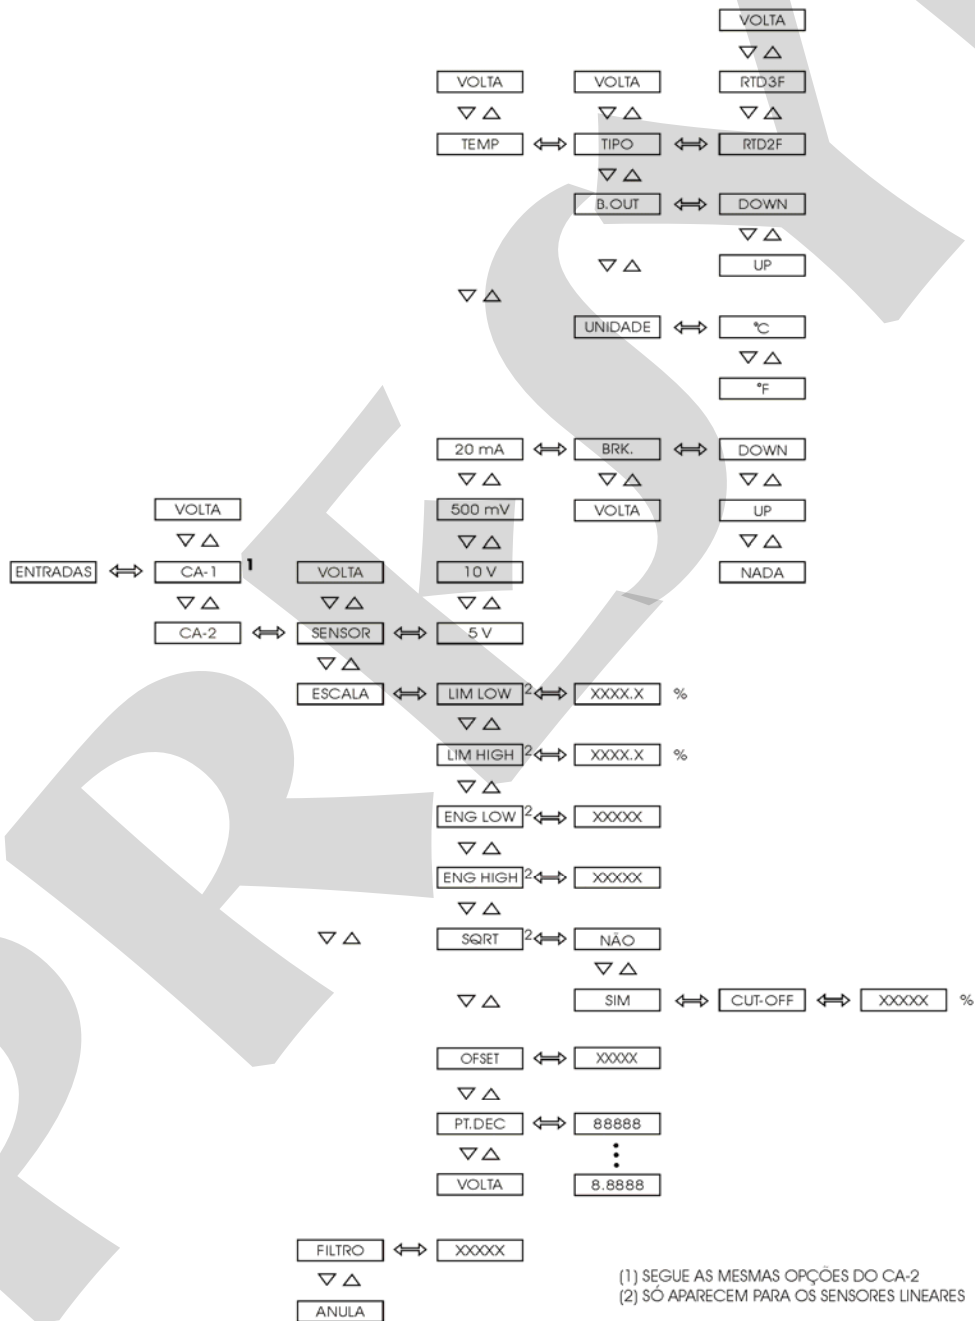 VOLTA
VOLTA VOLTA RTD3F
TEMP TIPO RTD2F
B.OUT DOWN
UP
UNIDADE °C
°F
20 mA BRK. DOWN
VOLTA 500 mV VOLTA UP
ENTRADAS CA-1 1 VOLTA 10 V NADA
CA-2 SENSOR 5 V
ESCALA LIM LOW 2 XXXX.X %
LIM HIGH 2 XXXX.X %
ENG LOW 2 XXXXX
ENG HIGH 2 XXXXX
SQRT 2 NÃO
SIM CUT-OFF XXXXX %
OFSET XXXXX
PT.DEC 88888
VOLTA 8.8888
FILTRO XXXXX
ANULA
(1) SEGUE AS MESMAS OPÇÕES DO CA-2
(2) SÓ APARECEM PARA OS SENSORES LINEARES
PRESY